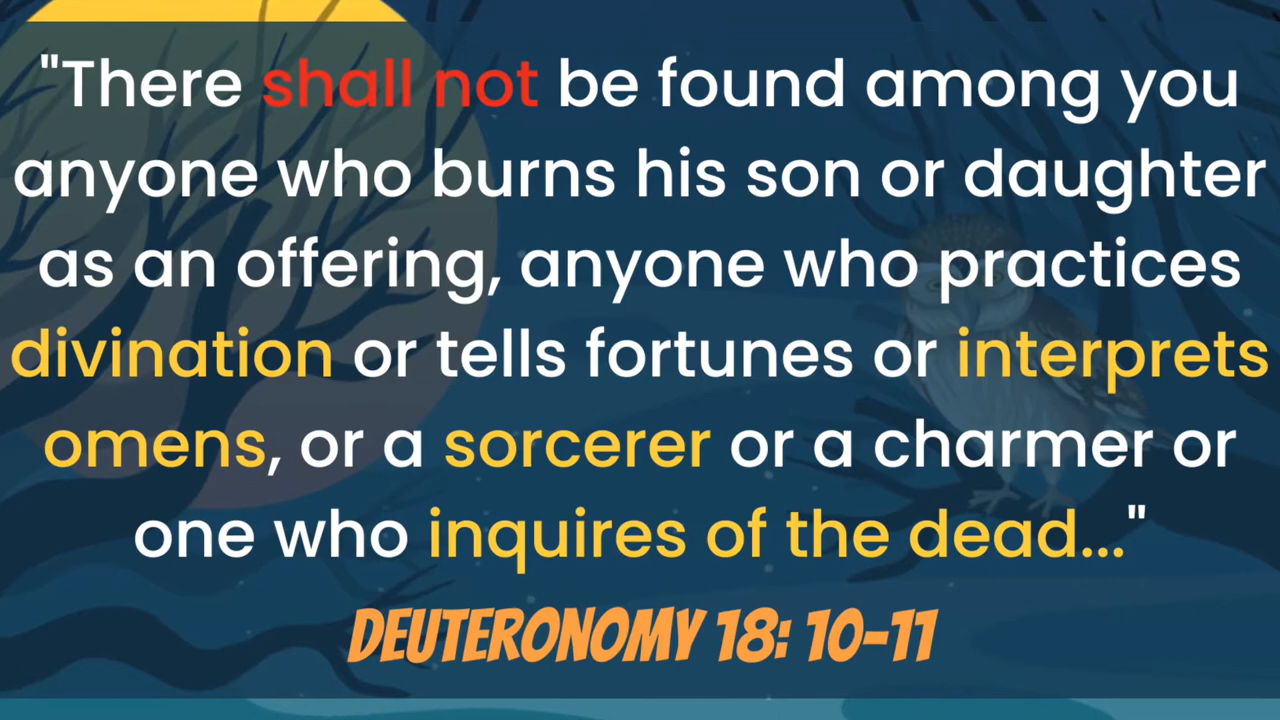 "There shall not be found among you
anyone who burns his son or daughter
as an offering, anyone who practices
divination or tells fortunes or interprets
omens, or a sorcerer or a charmer or
one who inquires of the dead..."
DEUTERONOMY 18: 10-11